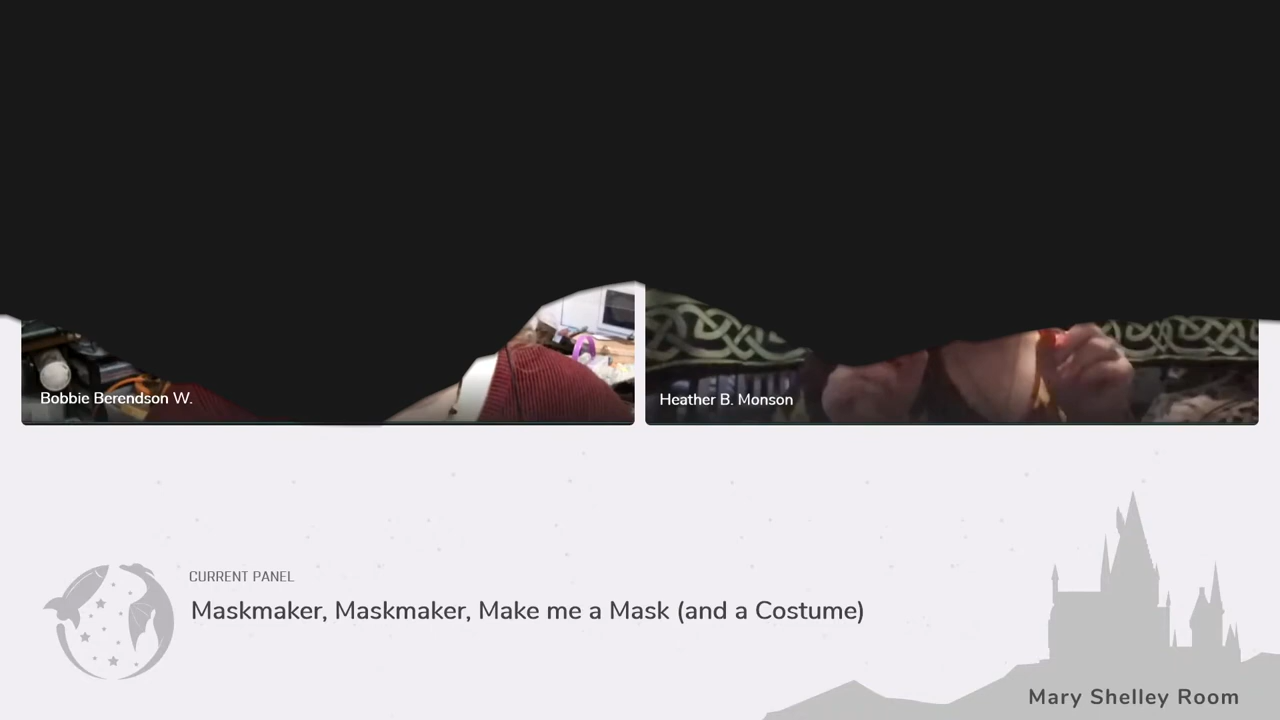 Bobbie Berendson W.
Heather B. Monson
CURRENT PANEL
Maskmaker, Maskmaker, Make me a Mask (and a Costume)
Mary Shelley Room